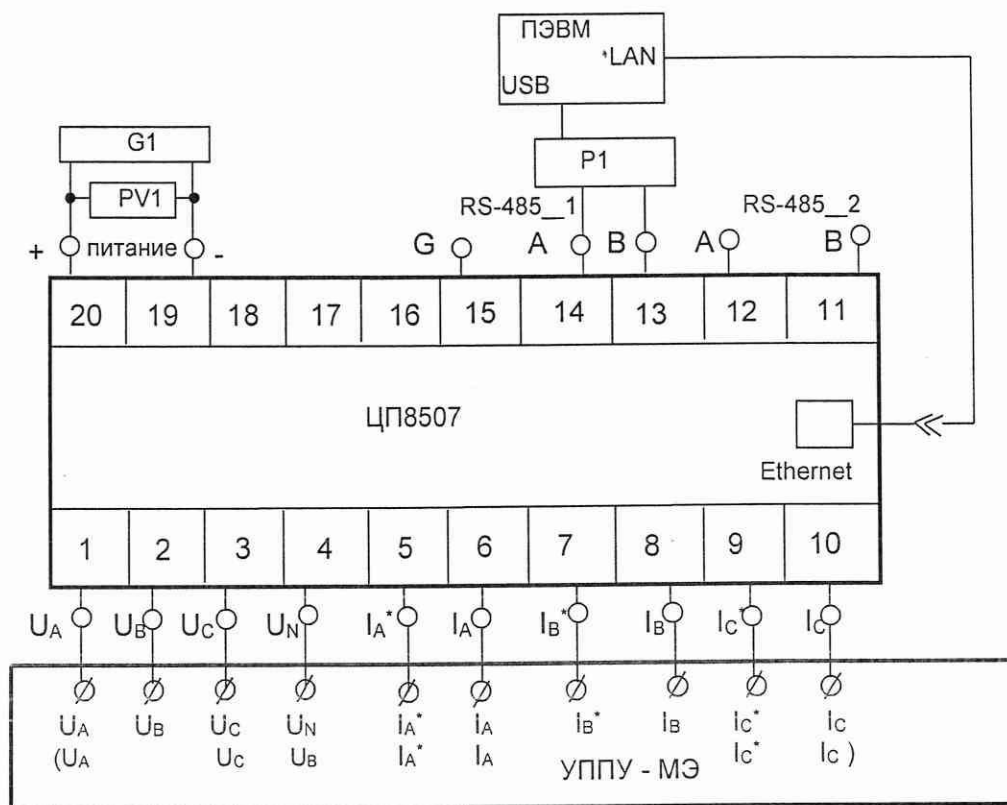 ПЭВМ
*LAN
USB
G1
P1
PV1
RS-485__1
RS-485__2
+ питание -
G A B A B
20 19 18 17 16 15 14 13 12 11
ЦП8507
Ethernet
1 2 3 4 5 6 7 8 9 10
UA UB UC UN IA* IA IB* IB IC* IC
UA UB UC UN IA* IA IB* IB IC* IC
(UA UC UB IA* IA IC* IC )
УППУ - МЭ